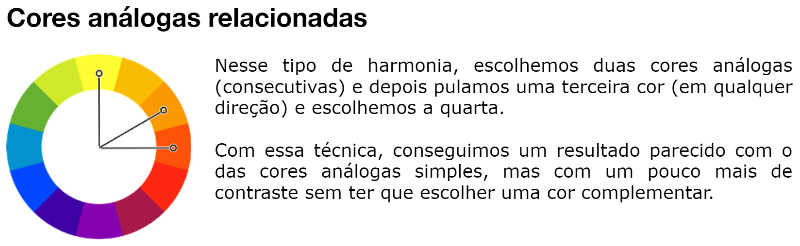 Cores análogas relacionadas
Nesse tipo de harmonia, escolhemos duas cores análogas
(consecutivas) e depois pulamos uma terceira cor (em qualquer
direção) e escolhemos a quarta.
Com essa técnica, conseguimos um resultado parecido com o
das cores análogas simples, mas com um pouco mais de
contraste sem ter que escolher uma cor complementar.